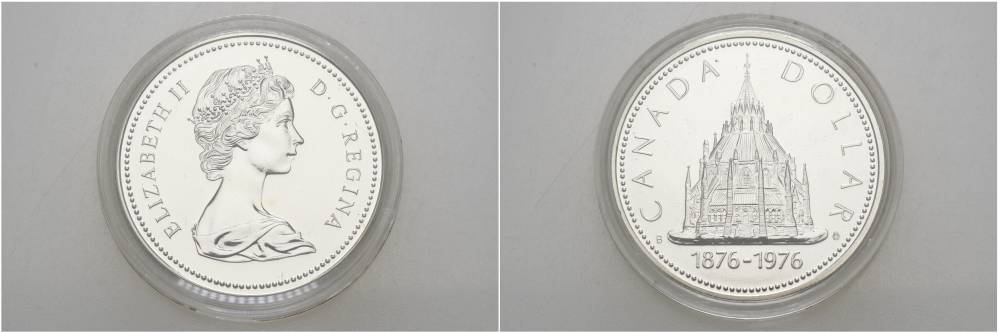 ELIZABETH II D·G·REGINA
CANADA DOLLAR
B
1876-1976